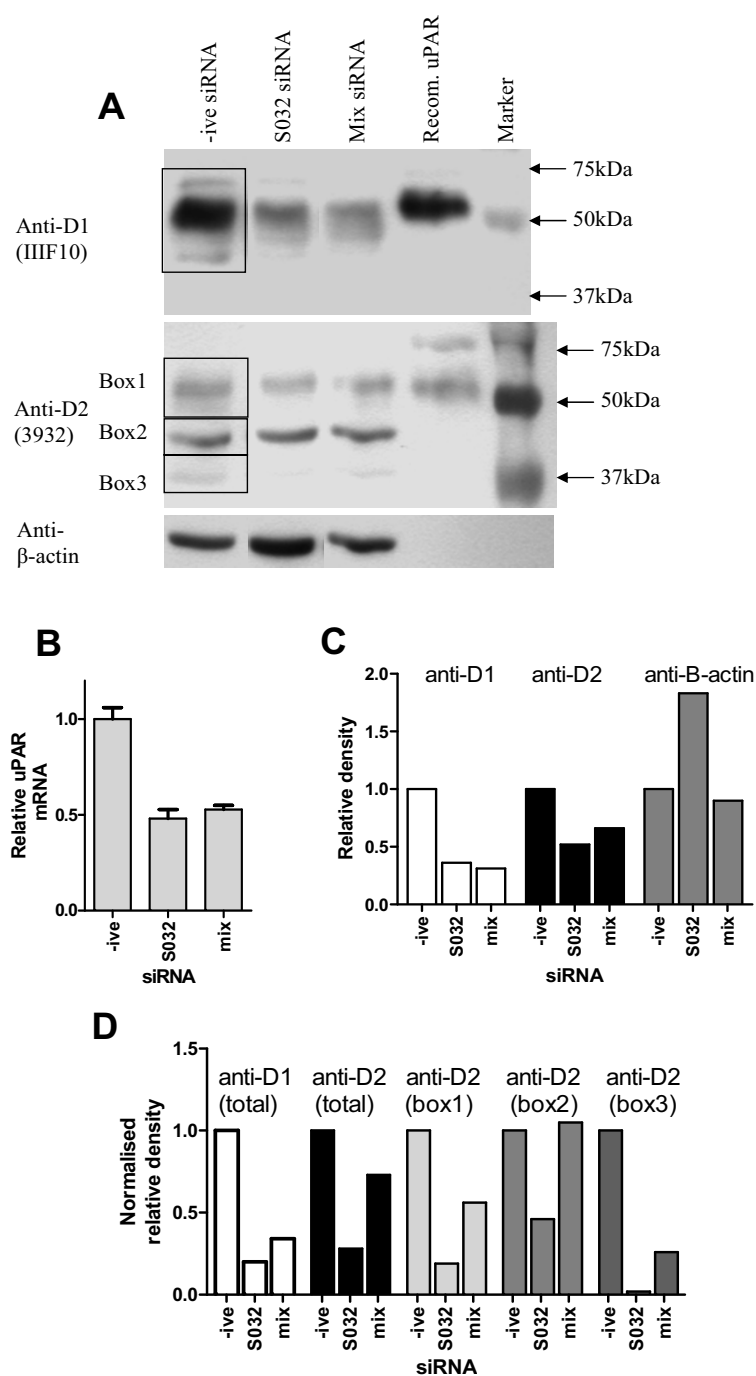 A
-ive siRNA
S032 siRNA
Mix siRNA
Recom. uPAR
Marker
Anti-D1
(IIIF10)
75kDa
50kDa
37kDa
Anti-D2
(3932)
Box1
Box2
Box3
75kDa
50kDa
37kDa
Anti-
β-actin
B
Relative uPAR
mRNA
1.0
0.5
0.0
-ive
S032
mix
siRNA
C
anti-D1 anti-D2 anti-B-actin
Relative density
2.0
1.5
1.0
0.5
0.0
-ive S032 mix -ive S032 mix -ive S032 mix
siRNA
D
Normalised
relative density
1.5
1.0
0.5
0.0
anti-D1 anti-D2 anti-D2 anti-D2 anti-D2
(total) (total) (box1) (box2) (box3)
-ive S032 mix -ive S032 mix -ive S032 mix -ive S032 mix -ive S032 mix
siRNA